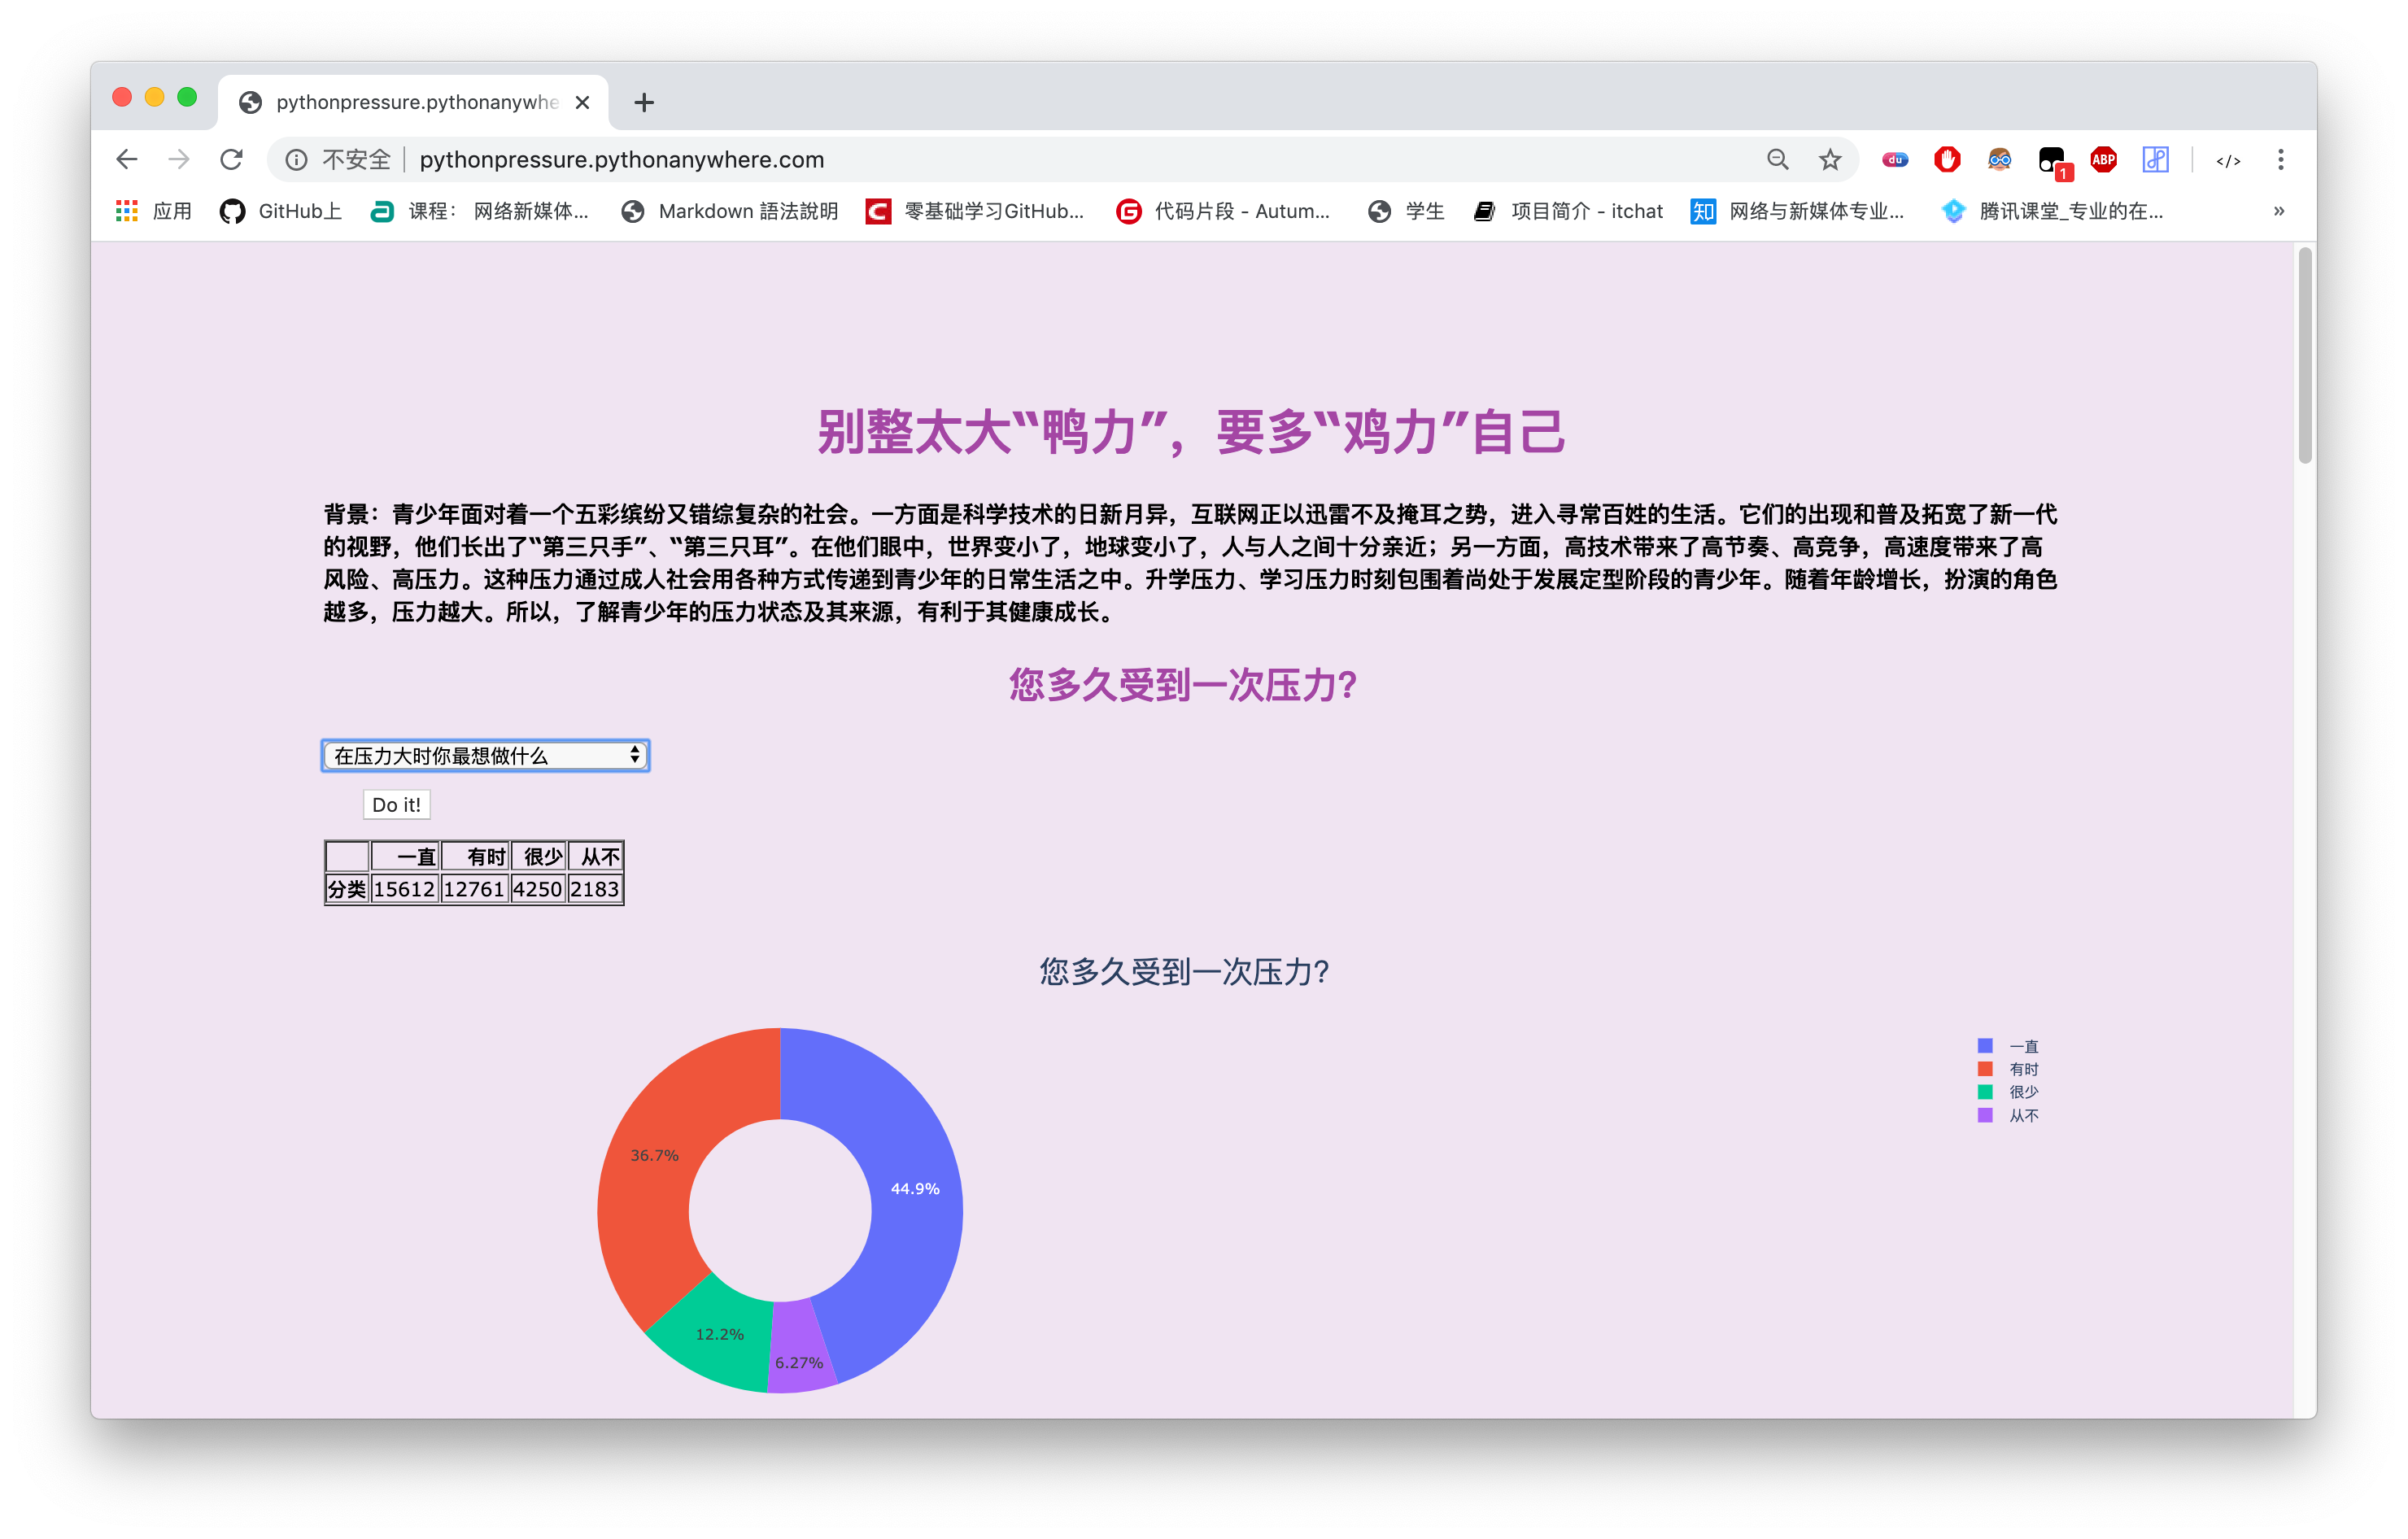 pythonpressure.pythonanywhe
不安全 pythonpressure.pythonanywhere.com
du 1 ABP </>
应用 GitHub上 课程： 网络新媒体... Markdown 語法說明 零基础学习GitHub... 代码片段 - Autum... 学生 项目简介 - itchat 知 网络与新媒体专业... 腾讯课堂_专业的在... »
别整太大“鸭力”，要多“鸡力”自己
背景：青少年面对着一个五彩缤纷又错综复杂的社会。一方面是科学技术的日新月异，互联网正以迅雷不及掩耳之势，进入寻常百姓的生活。它们的出现和普及拓宽了新一代
的视野，他们长出了“第三只手”、“第三只耳”。在他们眼中，世界变小了，地球变小了，人与人之间十分亲近；另一方面，高技术带来了高节奏、高竞争，高速度带来了高
风险、高压力。这种压力通过成人社会用各种方式传递到青少年的日常生活之中。升学压力、学习压力时刻包围着尚处于发展定型阶段的青少年。随着年龄增长，扮演的角色
越多，压力越大。所以，了解青少年的压力状态及其来源，有利于其健康成长。
您多久受到一次压力？
在压力大时你最想做什么
Do it!
一直 有时 很少 从不
分类 15612 12761 4250 2183
您多久受到一次压力？
一直
有时
很少
从不
36.7%
44.9%
12.2%
6.27%